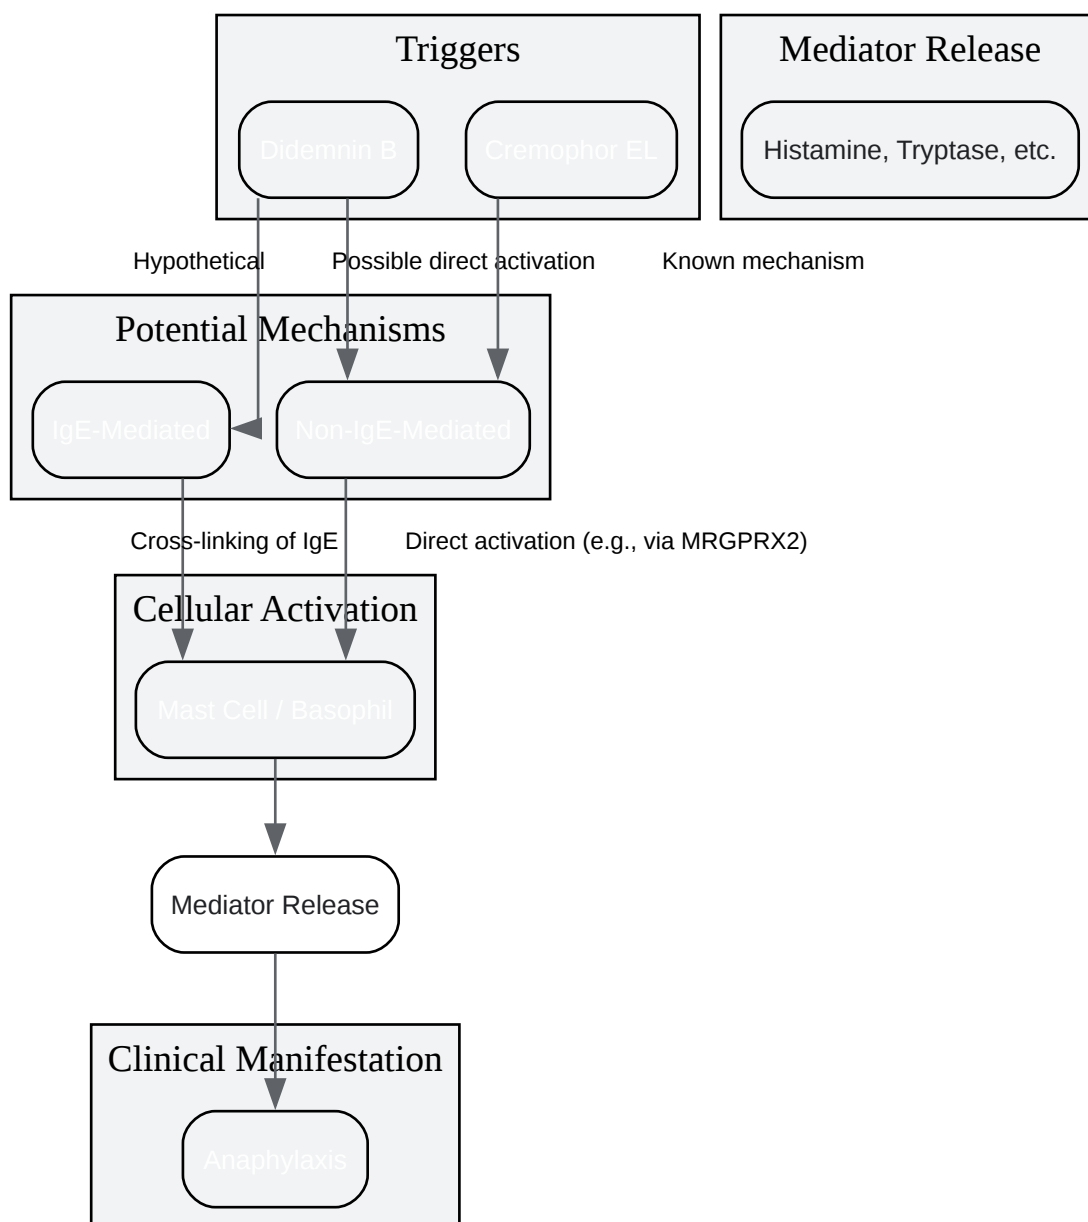 Triggers
Mediator Release
Didemnin B
Cremophor EL
Histamine, Tryptase, etc.
Hypothetical
Possible direct activation
Known mechanism
Potential Mechanisms
IgE-Mediated
Non-IgE-Mediated
Cross-linking of IgE
Direct activation (e.g., via MRGPRX2)
Cellular Activation
Mast Cell / Basophil
Mediator Release
Clinical Manifestation
Anaphylaxis